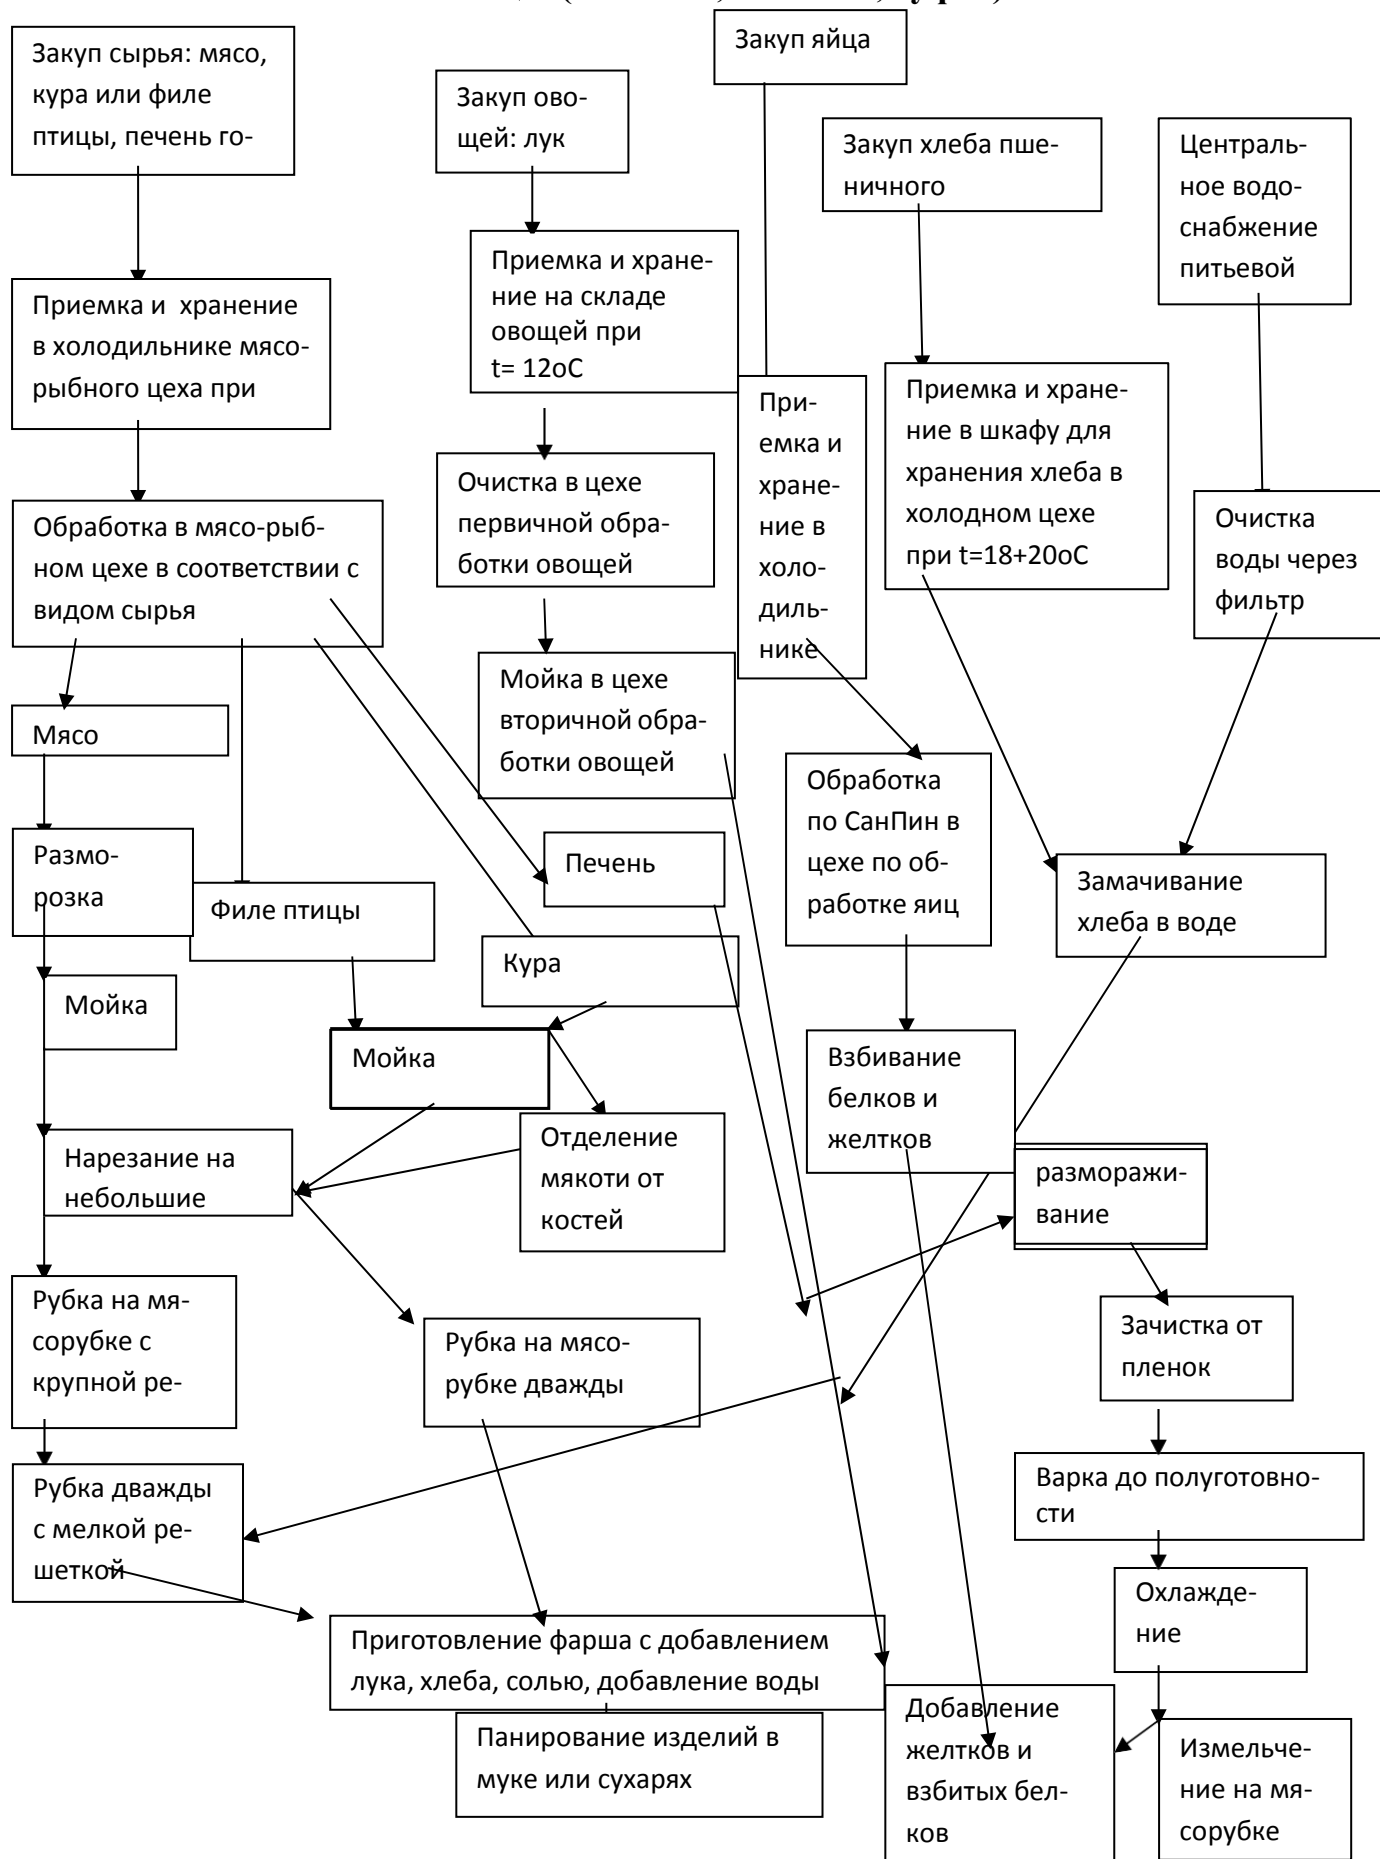 Закуп сырья: мясо,
кура или филе
птицы, печень го-
Закуп ово-
щей: лук
Закуп яйца
Закуп хлеба пше-
ничного
Централь-
ное водо-
снабжение
питьевой
Приемка и хранение
в холодильнике мясо-
рыбного цеха при
Приемка и хране-
ние на складе
овощей при
t= 12оС
При-
емка и
хране-
ние в
холо-
диль-
нике
Приемка и хране-
ние в шкафу для
хранения хлеба в
холодном цехе
при t=18+20оС
Очистка
воды через
фильтр
Обработка в мясо-рыб-
ном цехе в соответствии с
видом сырья
Очистка в цехе
первичной обра-
ботки овощей
Мойка в цехе
вторичной обра-
ботки овощей
Мясо
Обработка
по СанПин в
цехе по об-
работке яиц
Размо-
розка
Филе птицы
Печень
Замачивание
хлеба в воде
Кура
Мойка
Мойка
Взбивание
белков и
желтков
Нарезание на
небольшие
Отделение
мякоти от
костей
разморажи-
вание
Рубка на мя-
сорубке с
крупной ре-
Рубка на мясо-
рубке дважды
Зачистка от
пленок
Рубка дважды
с мелкой ре-
шеткой
Варка до полуготовно-
сти
Охлажде-
ние
Приготовление фарша с добавлением
лука, хлеба, солью, добавление воды
Панирование изделий в
муке или сухарях
Добавление
желтков и
взбитых бел-
ков
Измельче-
ние на мя-
сорубке